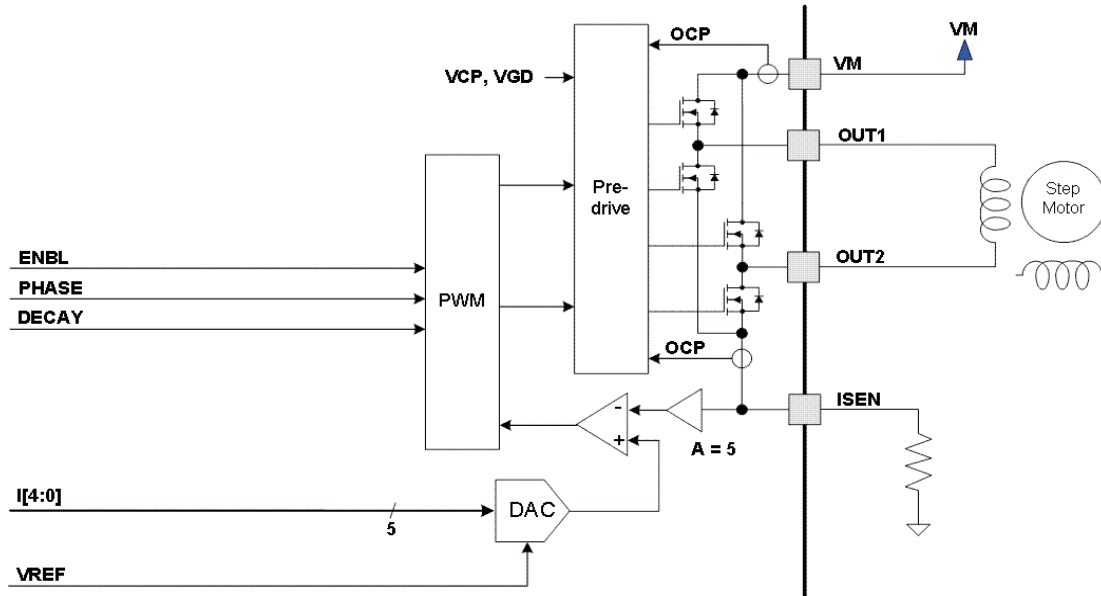 OCP
VM
VM
VCP, VGD
OUT1
Pre-
drive
Step
Motor
ENBL
OUT2
PHASE
PWM
DECAY
OCP
ISEN
-
+
A = 5
I[4:0]
5
DAC
VREF